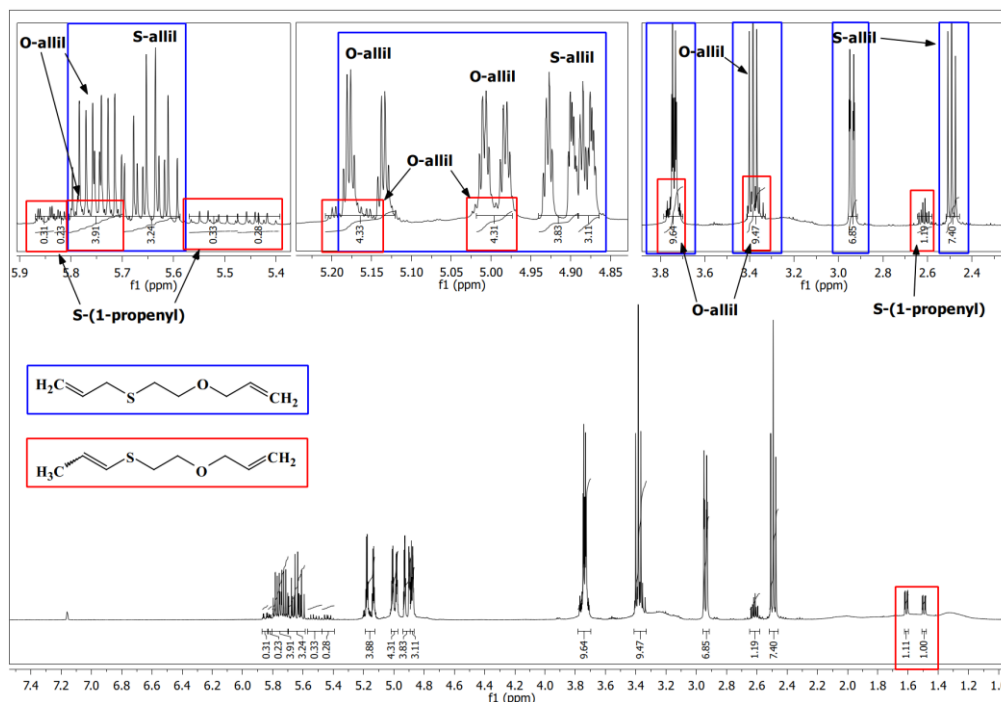 O-allil
S-allil
0.31
0.23
3.91
3.24
0.33
0.28
5.9 5.8 5.7 5.6 5.5 5.4
f1 (ppm)
S-(1-propenyl)
O-allil
O-allil
S-allil
O-allil
4.33
4.31
3.83
3.11
5.20 5.15 5.10 5.05 5.00 4.95 4.90 4.85
f1 (ppm)
O-allil
S-allil
9.64
9.47
6.85
1.19
7.40
3.8 3.6 3.4 3.2 3.0 2.8 2.6 2.4
f1 (ppm)
O-allil
S-(1-propenyl)
H₂C S O CH₂
H₃C S O CH₂
0.31
0.23
3.91
3.24
0.33
0.28
3.88
4.31
3.83
3.11
9.64
9.47
6.85
1.19
7.40
1.11
1.00
7.4 7.2 7.0 6.8 6.6 6.4 6.2 6.0 5.8 5.6 5.4 5.2 5.0 4.8 4.6 4.4 4.2 4.0 3.8 3.6 3.4 3.2 3.0 2.8 2.6 2.4 2.2 2.0 1.8 1.6 1.4 1.2 1.0
f1 (ppm)